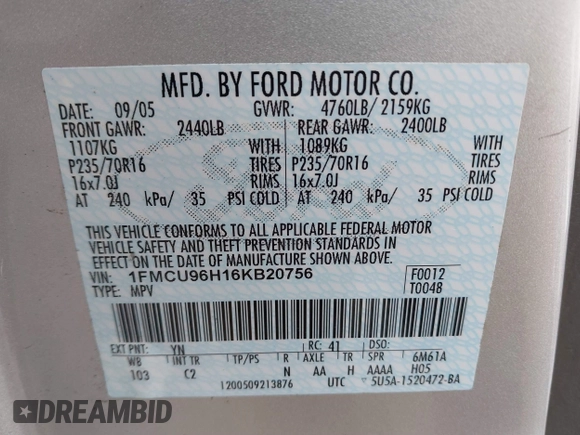 MFD. BY FORD MOTOR CO.
DATE: 09/05 GVWR: 4760LB/ 2159KG
FRONT GAWR: 2440LB REAR GAWR: 2400LB
1107KG WITH 1089KG WITH
P235/70R16 TIRES P235/70R16 TIRES
16x7.0J RIMS 16x7.0J RIMS
AT 240 kPa/ 35 PSI COLD AT 240 kPa/ 35 PSI COLD
THIS VEHICLE CONFORMS TO ALL APPLICABLE FEDERAL MOTOR
VEHICLE SAFETY AND THEFT PREVENTION STANDARDS IN
EFFECT ON THE DATE OF MANUFACTURE SHOWN ABOVE.
VIN: 1FMCU96H16KB20756 F0012
TYPE: MPV T0048
EXT PNT: YN RC: 41 DSO:
WB INT TR TP/PS R AXLE TR SPR 6M61A
103 C2 N AA H AAAA H05
1200509213876 UTC 5U5A-1520472-BA
DREAMBID